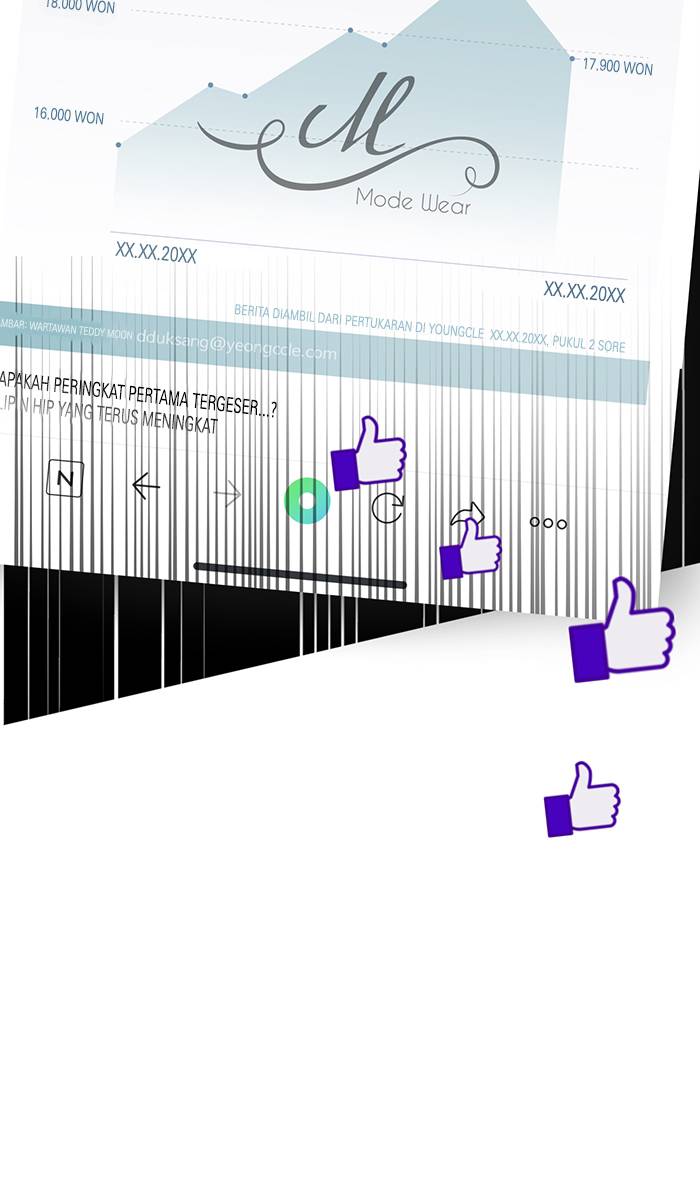 18.000 WON
17.900 WON
16.000 WON
M
Mode Wear
XX.XX.20XX
XX.XX.20XX
BERITA DIAMBIL DARI PERTUKARAN DI YOUNGCLE XX.XX.20XX, PUKUL 2 SORE
MBAR: WARTAWAN TEDDY MOON dduksang@yeongccle.com
APAKAH PERINGKAT PERTAMA TERGESER...?
HIP YANG TERUS MENINGKAT
N